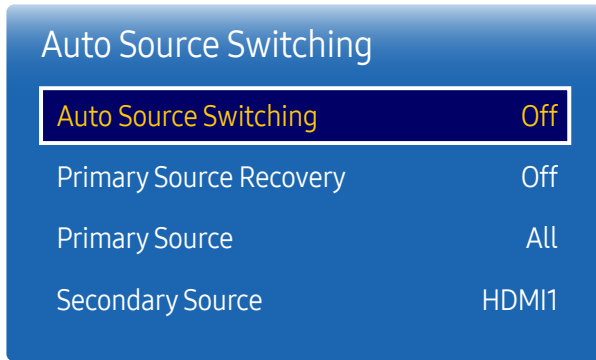 Auto Source Switching
Auto Source Switching Off
Primary Source Recovery Off
Primary Source All
Secondary Source HDMI1